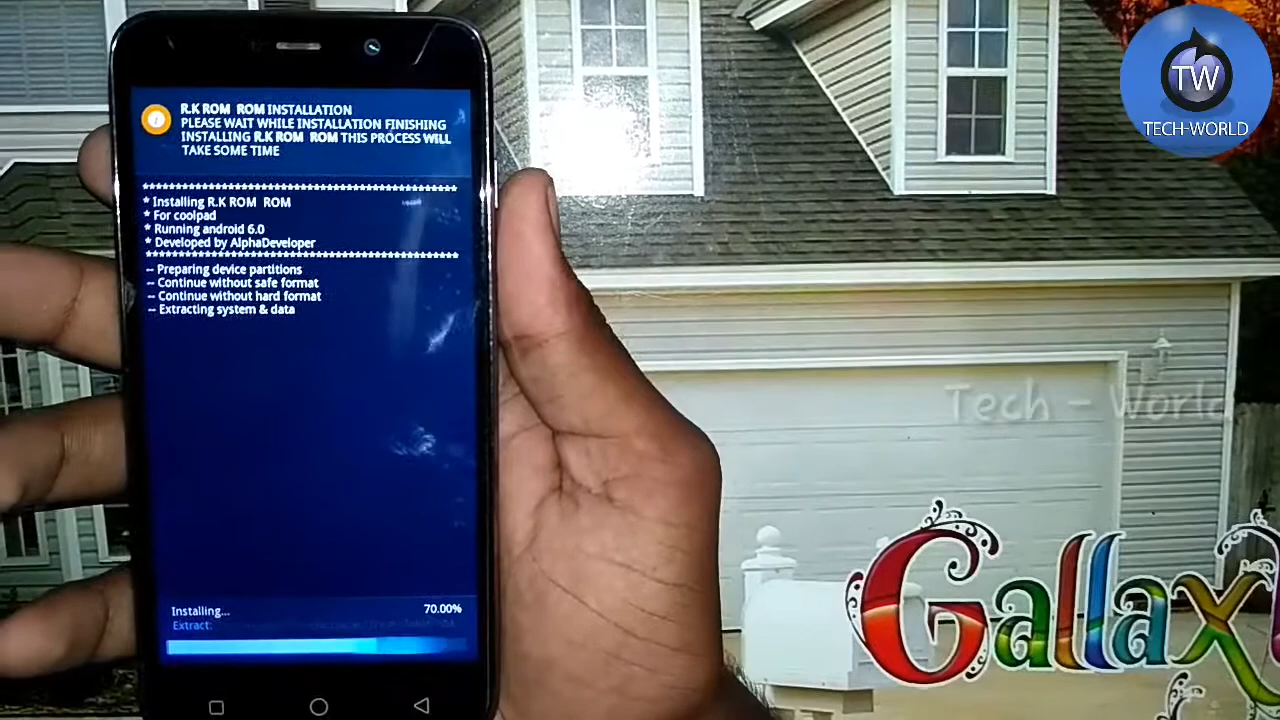 R.K ROM ROM INSTALLATION
PLEASE WAIT WHILE INSTALLATION FINISHING
INSTALLING R.K ROM ROM THIS PROCESS WILL
TAKE SOME TIME
*********************************************
* Installing R.K ROM ROM
* For coolpad
* Running android 6.0
* Developed by AlphaDeveloper
*********************************************
-- Preparing device partitions
-- Continue without safe format
-- Continue without hard format
-- Extracting system & data
Installing... 70.00%
Extract:
TW
TECH-WORLD
Tech - World
Gallax